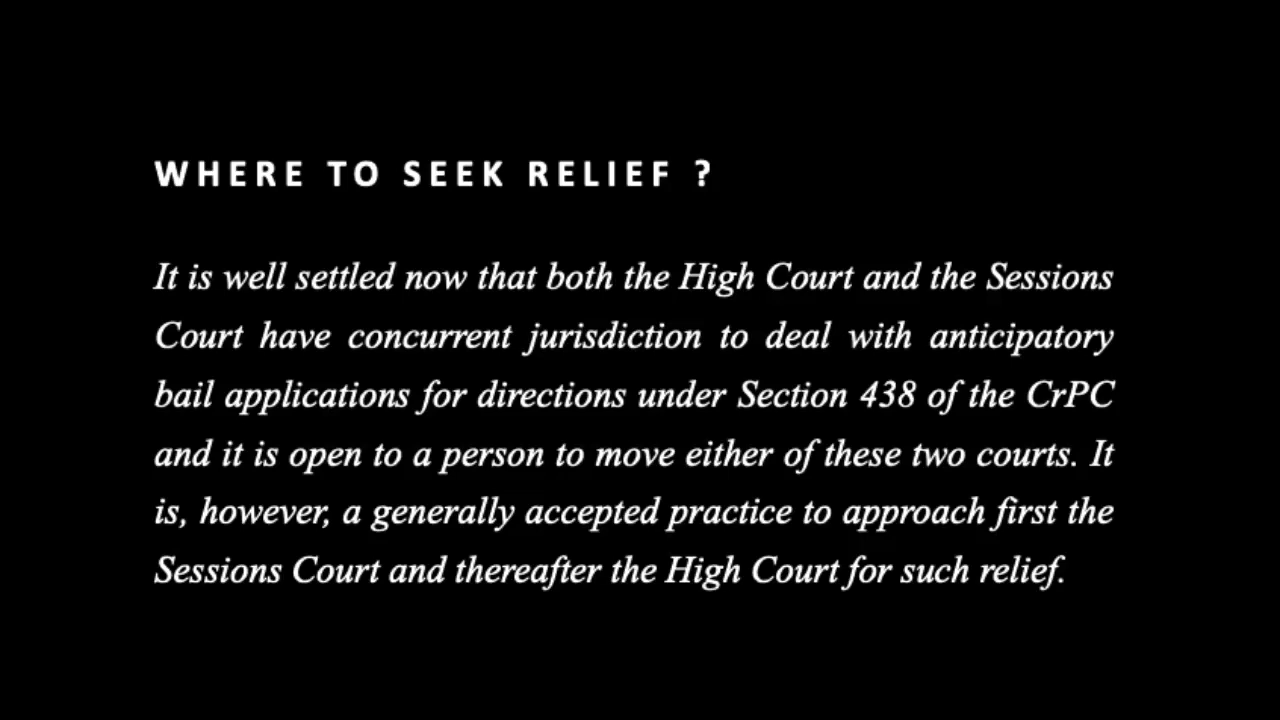 WHERE TO SEEK RELIEF ?
It is well settled now that both the High Court and the Sessions
Court have concurrent jurisdiction to deal with anticipatory
bail applications for directions under Section 438 of the CrPC
and it is open to a person to move either of these two courts. It
is, however, a generally accepted practice to approach first the
Sessions Court and thereafter the High Court for such relief.